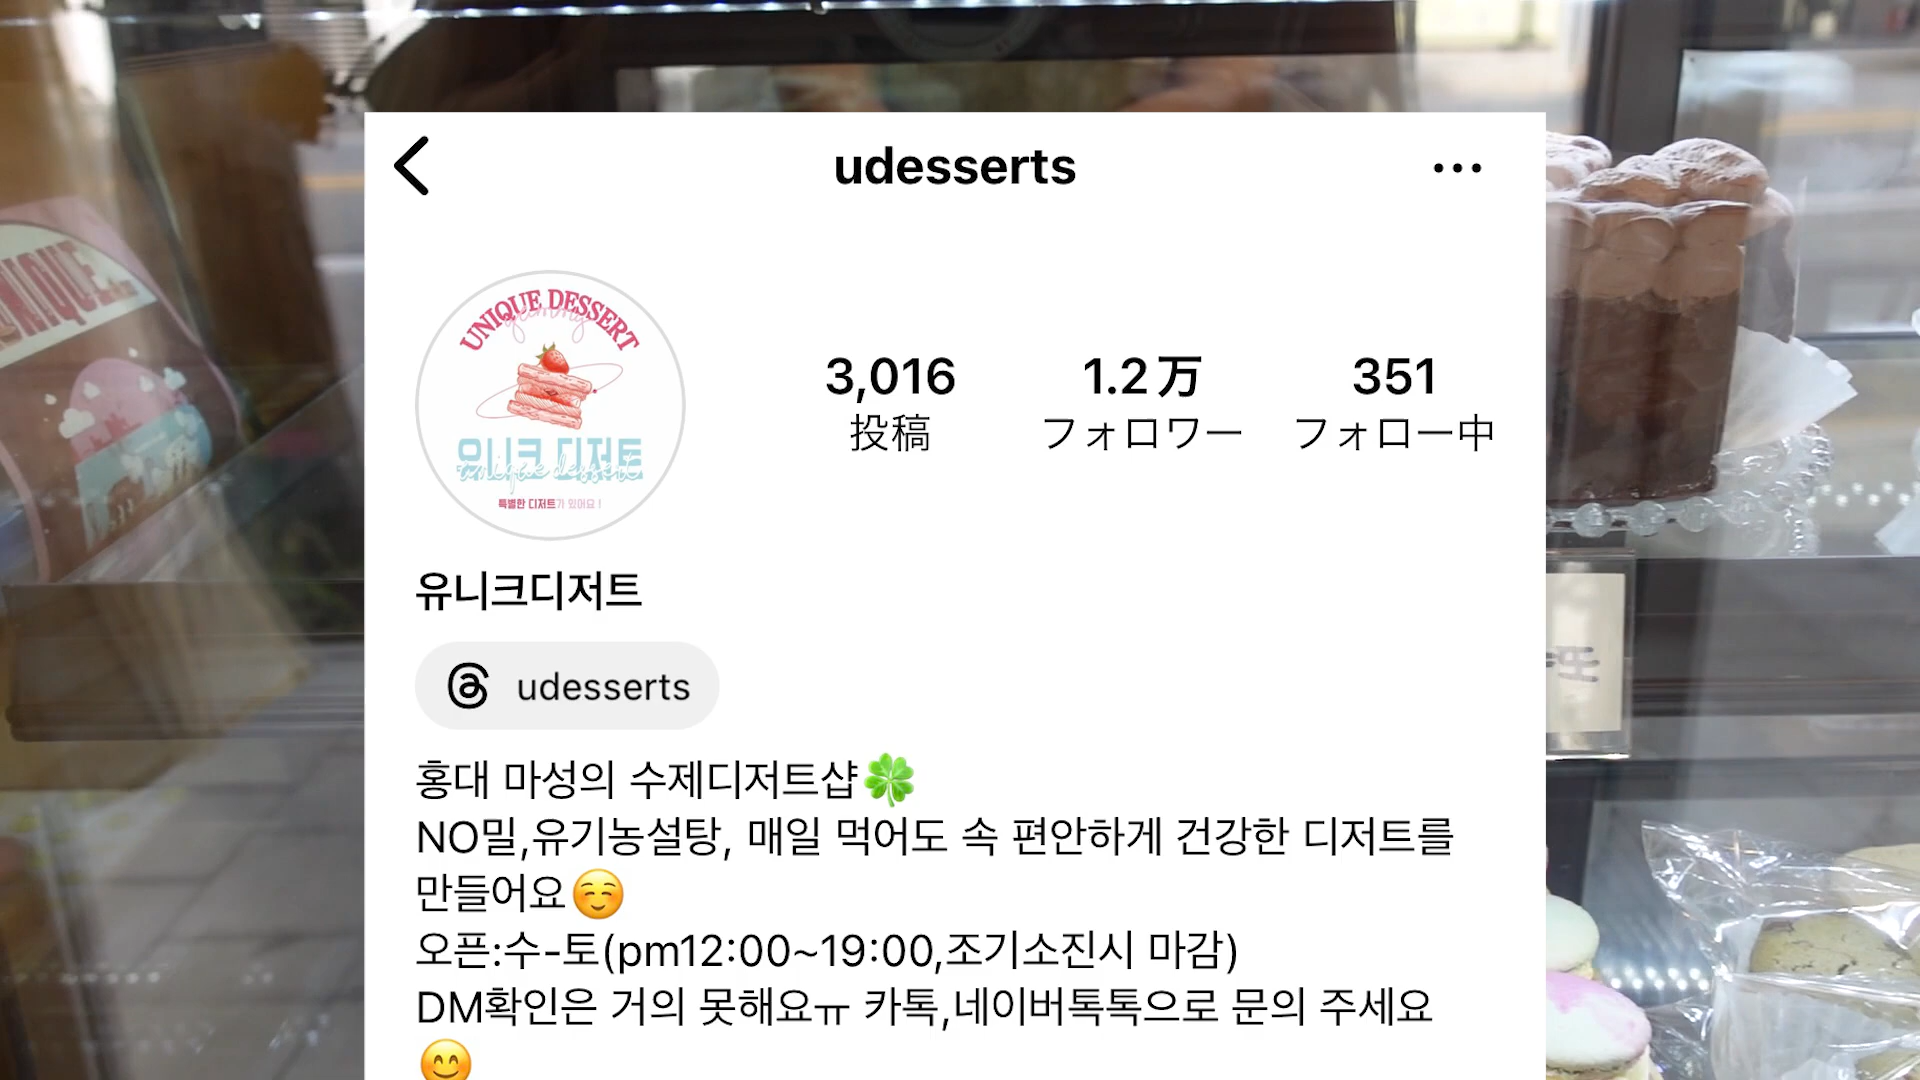 udesserts
UNIQUE DESSERT
yummy
유니크 디저트
unique dessert
특별한 디저트가 있어요!
3,016
投稿
1.2万
フォロワー
351
フォロー中
유니크디저트
udesserts
홍대 마성의 수제디저트샵🍀
NO밀,유기농설탕, 매일 먹어도 속 편안하게 건강한 디저트를
만들어요☺️
오픈:수-토(pm12:00~19:00,조기소진시 마감)
DM확인은 거의 못해요ㅠ 카톡,네이버톡톡으로 문의 주세요
😊
UNIQUE